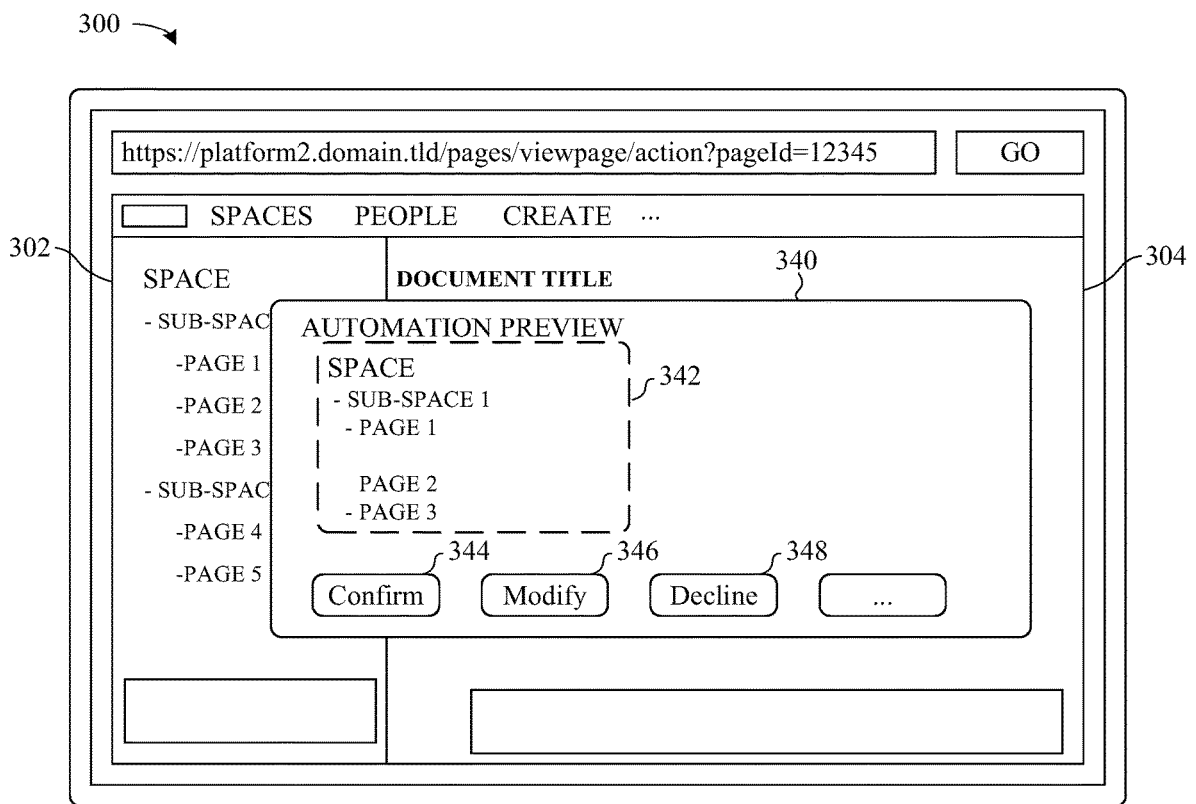 300
https://platform2.domain.tld/pages/viewpage/action?pageId=12345 GO
SPACES PEOPLE CREATE ...
302
304
SPACE
DOCUMENT TITLE
340
- SUB-SPAC
-PAGE 1
-PAGE 2
-PAGE 3
- SUB-SPAC
-PAGE 4
-PAGE 5
AUTOMATION PREVIEW
SPACE
342
- SUB-SPACE 1
- PAGE 1
PAGE 2
- PAGE 3
344 346 348
Confirm Modify Decline ...